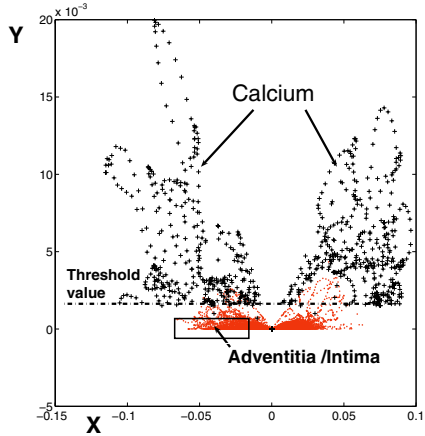 × 10⁻³
Y
20
15
10
5
0
−5
Calcium
Threshold
value
Adventitia /Intima
−0.15
−0.1
−0.05
0
0.05
0.1
X